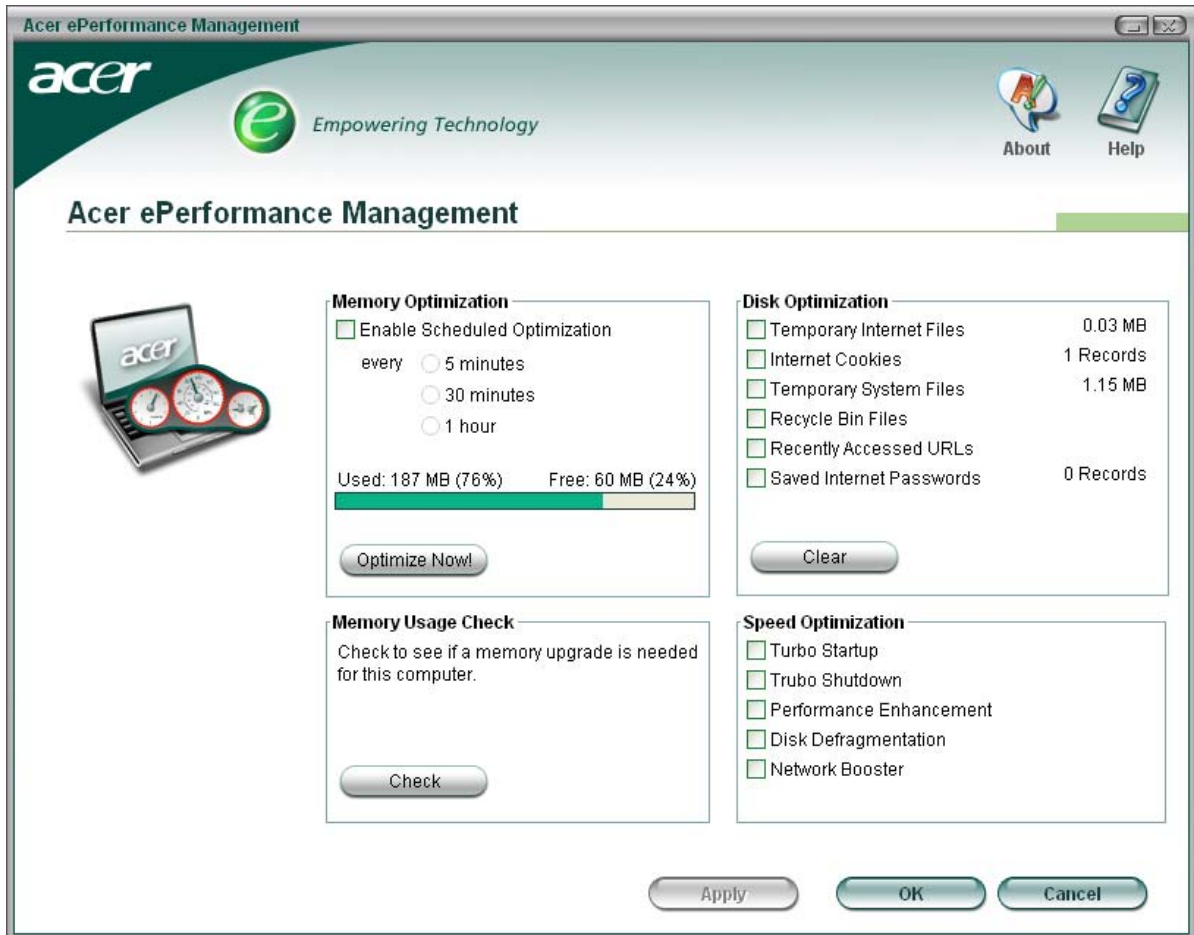 Acer ePerformance Management
acer
e Empowering Technology
About
Help
Acer ePerformance Management
acer
Memory Optimization
Enable Scheduled Optimization
every 5 minutes
30 minutes
1 hour
Used: 187 MB (76%) Free: 60 MB (24%)
Optimize Now!
Disk Optimization
Temporary Internet Files 0.03 MB
Internet Cookies 1 Records
Temporary System Files 1.15 MB
Recycle Bin Files
Recently Accessed URLs
Saved Internet Passwords 0 Records
Clear
Memory Usage Check
Check to see if a memory upgrade is needed
for this computer.
Check
Speed Optimization
Turbo Startup
Trubo Shutdown
Performance Enhancement
Disk Defragmentation
Network Booster
Apply OK Cancel